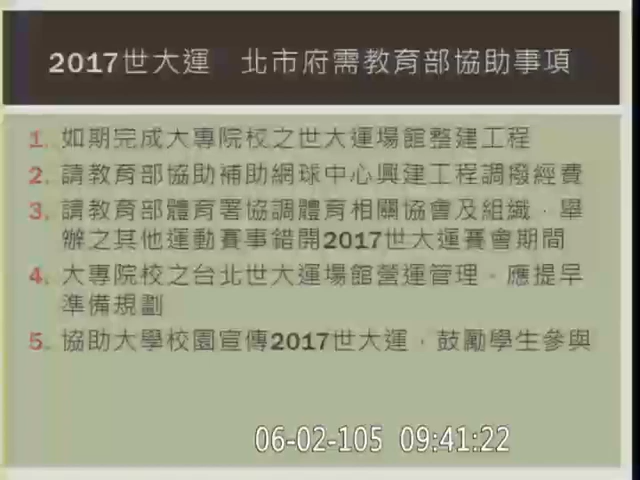 2017世大運 北市府需教育部協助事項
1. 如期完成大專院校之世大運場館整建工程
2. 請教育部協助補助網球中心興建工程調撥經費
3. 請教育部體育署協調體育相關協會及組織，舉
辦之其他運動賽事錯開2017世大運賽會期間
4. 大專院校之台北世大運場館營運管理，應提早
準備規劃
5. 協助大學校園宣傳2017世大運，鼓勵學生參與
06-02-105 09:41:22